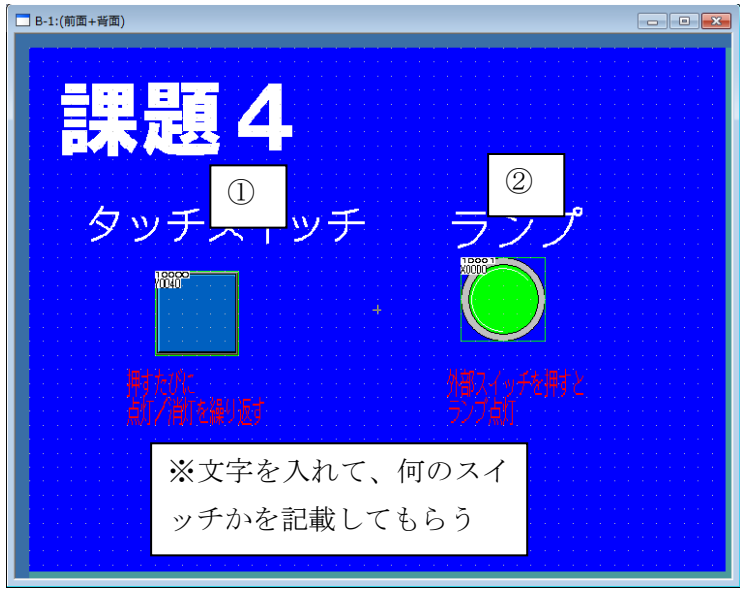 B-1:(前面+背面)
課題４
① ②
タッチスイッチ ランプ
10000 10001
Y0040 X00D0
押すたびに 外部スイッチを押すと
点灯／消灯を繰り返す ランプ点灯
※文字を入れて、何のスイ
ッチかを記載してもらう